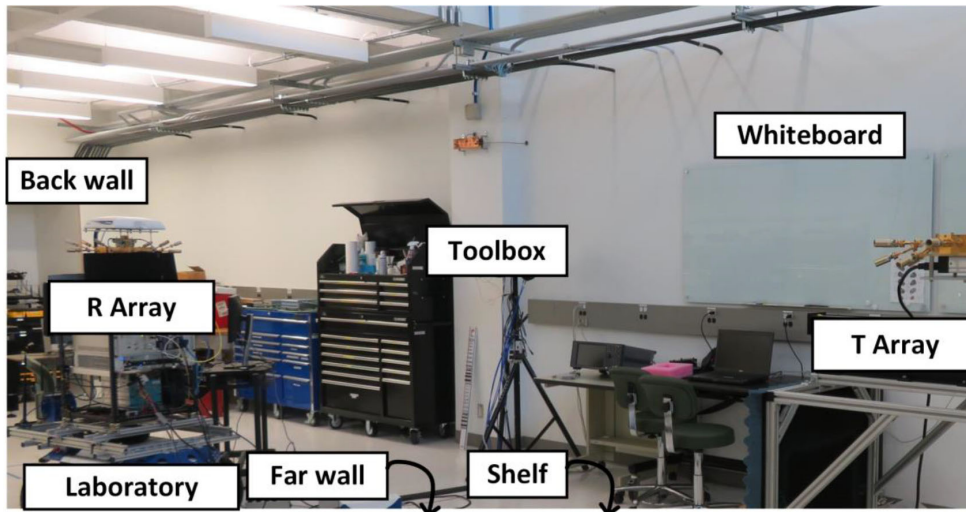 Whiteboard
Back wall
Toolbox
R Array
T Array
Laboratory
Far wall
Shelf